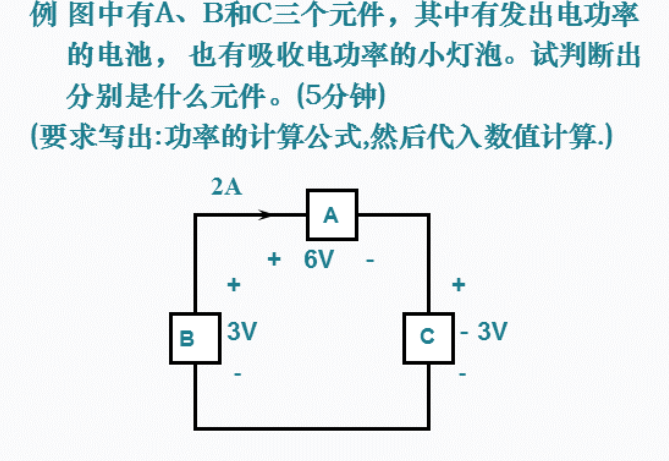 例 图中有A、B和C三个元件，其中有发出电功率
的电池， 也有吸收电功率的小灯泡。试判断出
分别是什么元件。(5分钟)
(要求写出:功率的计算公式,然后代入数值计算.)
2A
A
+ 6V -
+ +
B 3V C - 3V
- -